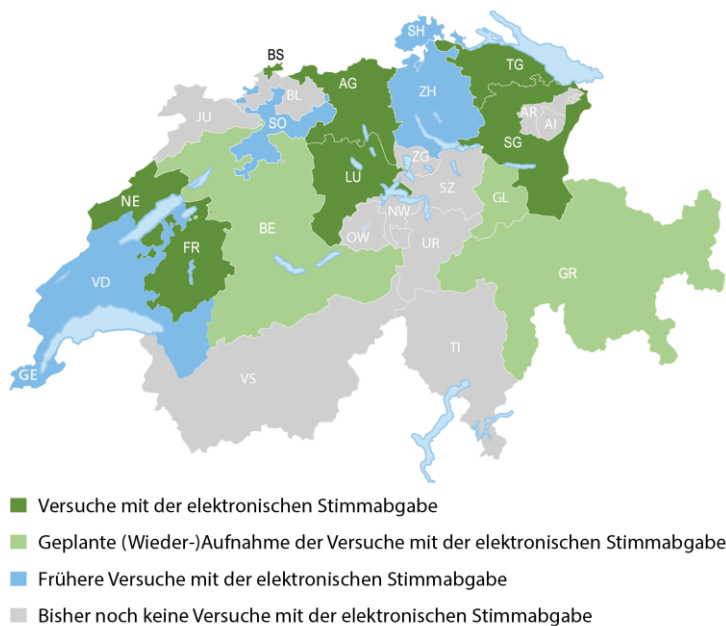 SH
BS
TG
AG
ZH
BL
AR
JU
AI
SO
SG
ZG
LU
SZ
GL
NE
NW
BE
OW
UR
FR
GR
VD
TI
VS
GE
Versuche mit der elektronischen Stimmabgabe
Geplante (Wieder-)Aufnahme der Versuche mit der elektronischen Stimmabgabe
Frühere Versuche mit der elektronischen Stimmabgabe
Bisher noch keine Versuche mit der elektronischen Stimmabgabe